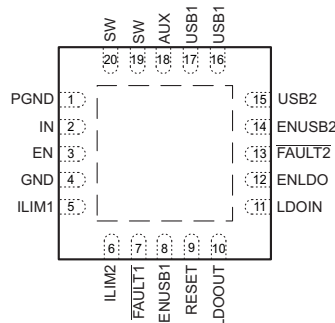 SW
SW
AUX
USB1
USB1
20
19
18
17
16
PGND 1
IN 2
EN 3
GND 4
ILIM1 5
15 USB2
14 ENUSB2
13 FAULT2
12 ENLDO
11 LDOIN
6
7
8
9
10
ILIM2
FAULT1
ENUSB1
RESET
LDOOUT